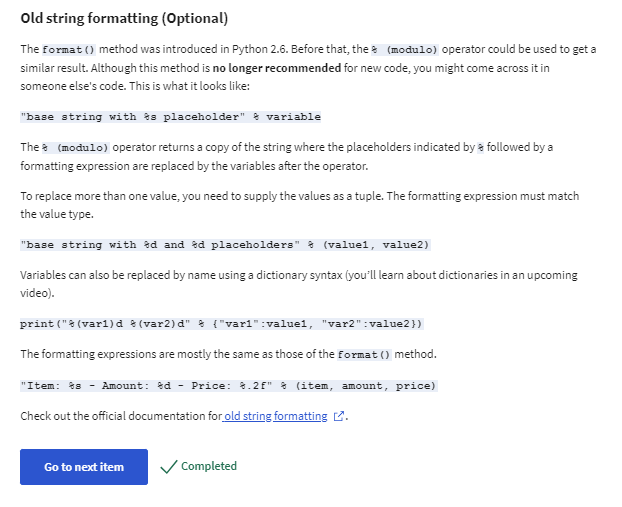 Old string formatting (Optional)
The format() method was introduced in Python 2.6. Before that, the % (modulo) operator could be used to get a
similar result. Although this method is no longer recommended for new code, you might come across it in
someone else's code. This is what it looks like:
"base string with %s placeholder" % variable
The % (modulo) operator returns a copy of the string where the placeholders indicated by % followed by a
formatting expression are replaced by the variables after the operator.
To replace more than one value, you need to supply the values as a tuple. The formatting expression must match
the value type.
"base string with %d and %d placeholders" % (value1, value2)
Variables can also be replaced by name using a dictionary syntax (you'll learn about dictionaries in an upcoming
video).
print("%(var1)d %(var2)d" % {"var1":value1, "var2":value2})
The formatting expressions are mostly the same as those of the format() method.
"Item: %s - Amount: %d - Price: %.2f" % (item, amount, price)
Check out the official documentation for old string formatting.
Go to next item
Completed